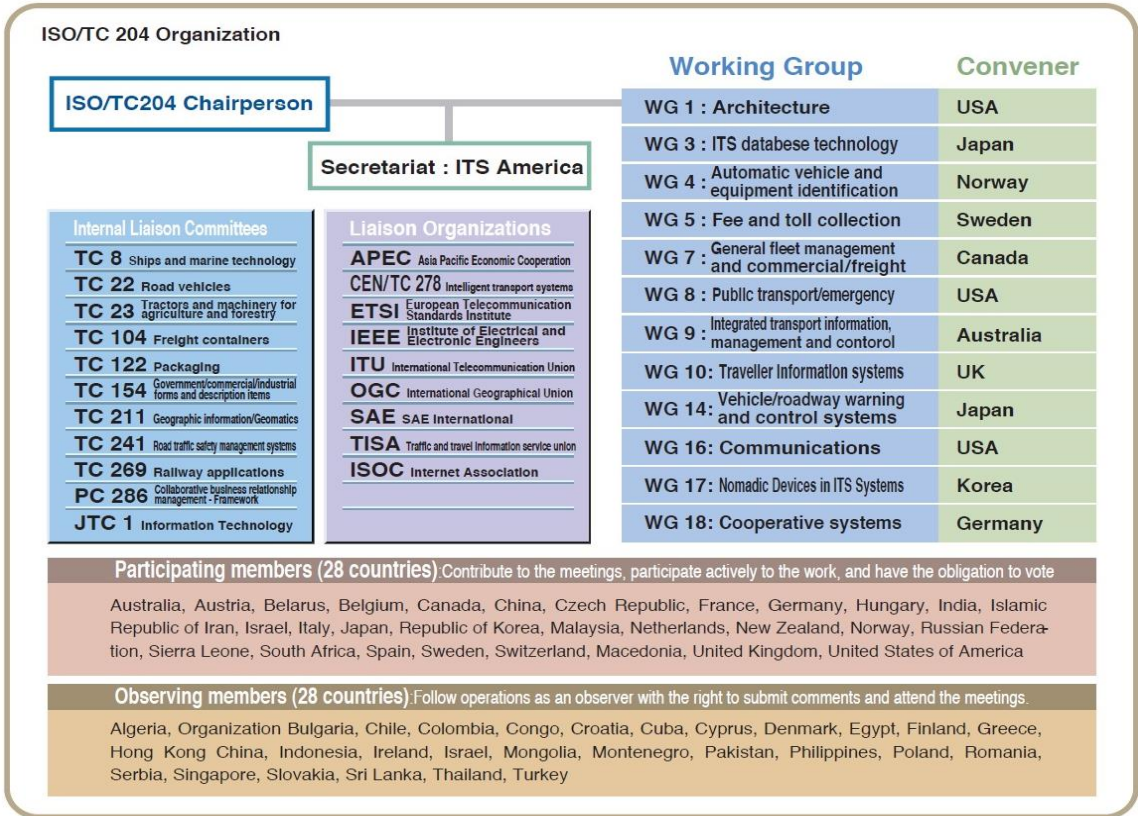 ISO/TC 204 Organization
ISO/TC204 Chairperson
Secretariat : ITS America
Working Group Convener
WG 1 : Architecture USA
WG 3 : ITS databese technology Japan
WG 4 : Automatic vehicle and
equipment identification Norway
WG 5 : Fee and toll collection Sweden
WG 7 : General fleet management
and commercial/freight Canada
WG 8 : Public transport/emergency USA
WG 9 : Integrated transport information,
management and contorol Australia
WG 10: Traveller Information systems UK
WG 14: Vehicle/roadway warning
and control systems Japan
WG 16: Communications USA
WG 17: Nomadic Devices in ITS Systems Korea
WG 18: Cooperative systems Germany
Internal Liaison Committees
TC 8 Ships and marine technology
TC 22 Road vehicles
TC 23 Tractors and machinery for
agriculture and forestry
TC 104 Freight containers
TC 122 Packaging
TC 154 Government/commercial/industrial
forms and description items
TC 211 Geographic information/Geomatics
TC 241 Road traffic safety management systems
TC 269 Railway applications
PC 286 Collaborative business relationship
management - Framework
JTC 1 Information Technology
Liaison Organizations
APEC Asia Pacific Economic Cooperation
CEN/TC 278 Intelligent transport systems
ETSI European Telecommunication
Standards Institute
IEEE Institute of Electrical and
Electronic Engineers
ITU International Telecommunication Union
OGC International Geographical Union
SAE SAE International
TISA Traffic and travel information service union
ISOC Internet Association
Participating members (28 countries):Contribute to the meetings, participate actively to the work, and have the obligation to vote
Australia, Austria, Belarus, Belgium, Canada, China, Czech Republic, France, Germany, Hungary, India, Islamic
Republic of Iran, Israel, Italy, Japan, Republic of Korea, Malaysia, Netherlands, New Zealand, Norway, Russian Federa-
tion, Sierra Leone, South Africa, Spain, Sweden, Switzerland, Macedonia, United Kingdom, United States of America
Observing members (28 countries):Follow operations as an observer with the right to submit comments and attend the meetings.
Algeria, Organization Bulgaria, Chile, Colombia, Congo, Croatia, Cuba, Cyprus, Denmark, Egypt, Finland, Greece,
Hong Kong China, Indonesia, Ireland, Israel, Mongolia, Montenegro, Pakistan, Philippines, Poland, Romania,
Serbia, Singapore, Slovakia, Sri Lanka, Thailand, Turkey